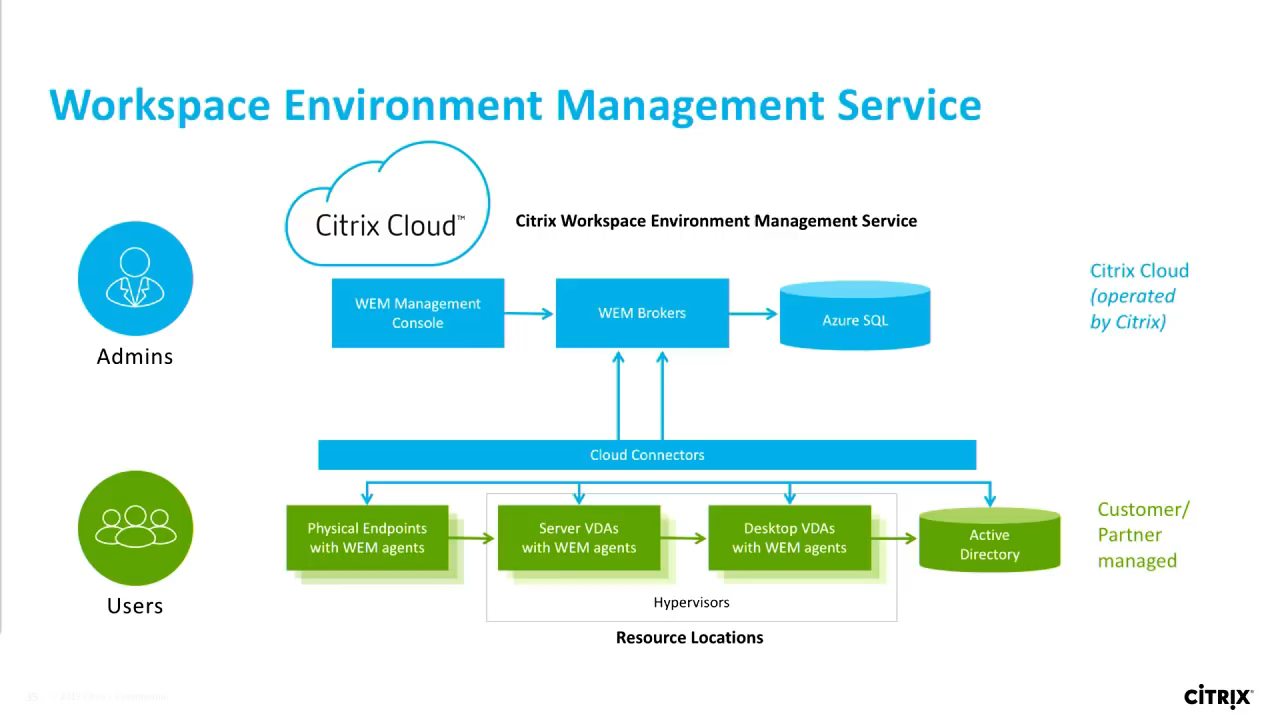 Workspace Environment Management Service
Citrix Cloud™
Citrix Workspace Environment Management Service
Admins
WEM Management
Console
WEM Brokers
Azure SQL
Citrix Cloud
(operated
by Citrix)
Cloud Connectors
Users
Physical Endpoints
with WEM agents
Server VDAs
with WEM agents
Desktop VDAs
with WEM agents
Active
Directory
Customer/
Partner
managed
Hypervisors
Resource Locations
CİTRIX